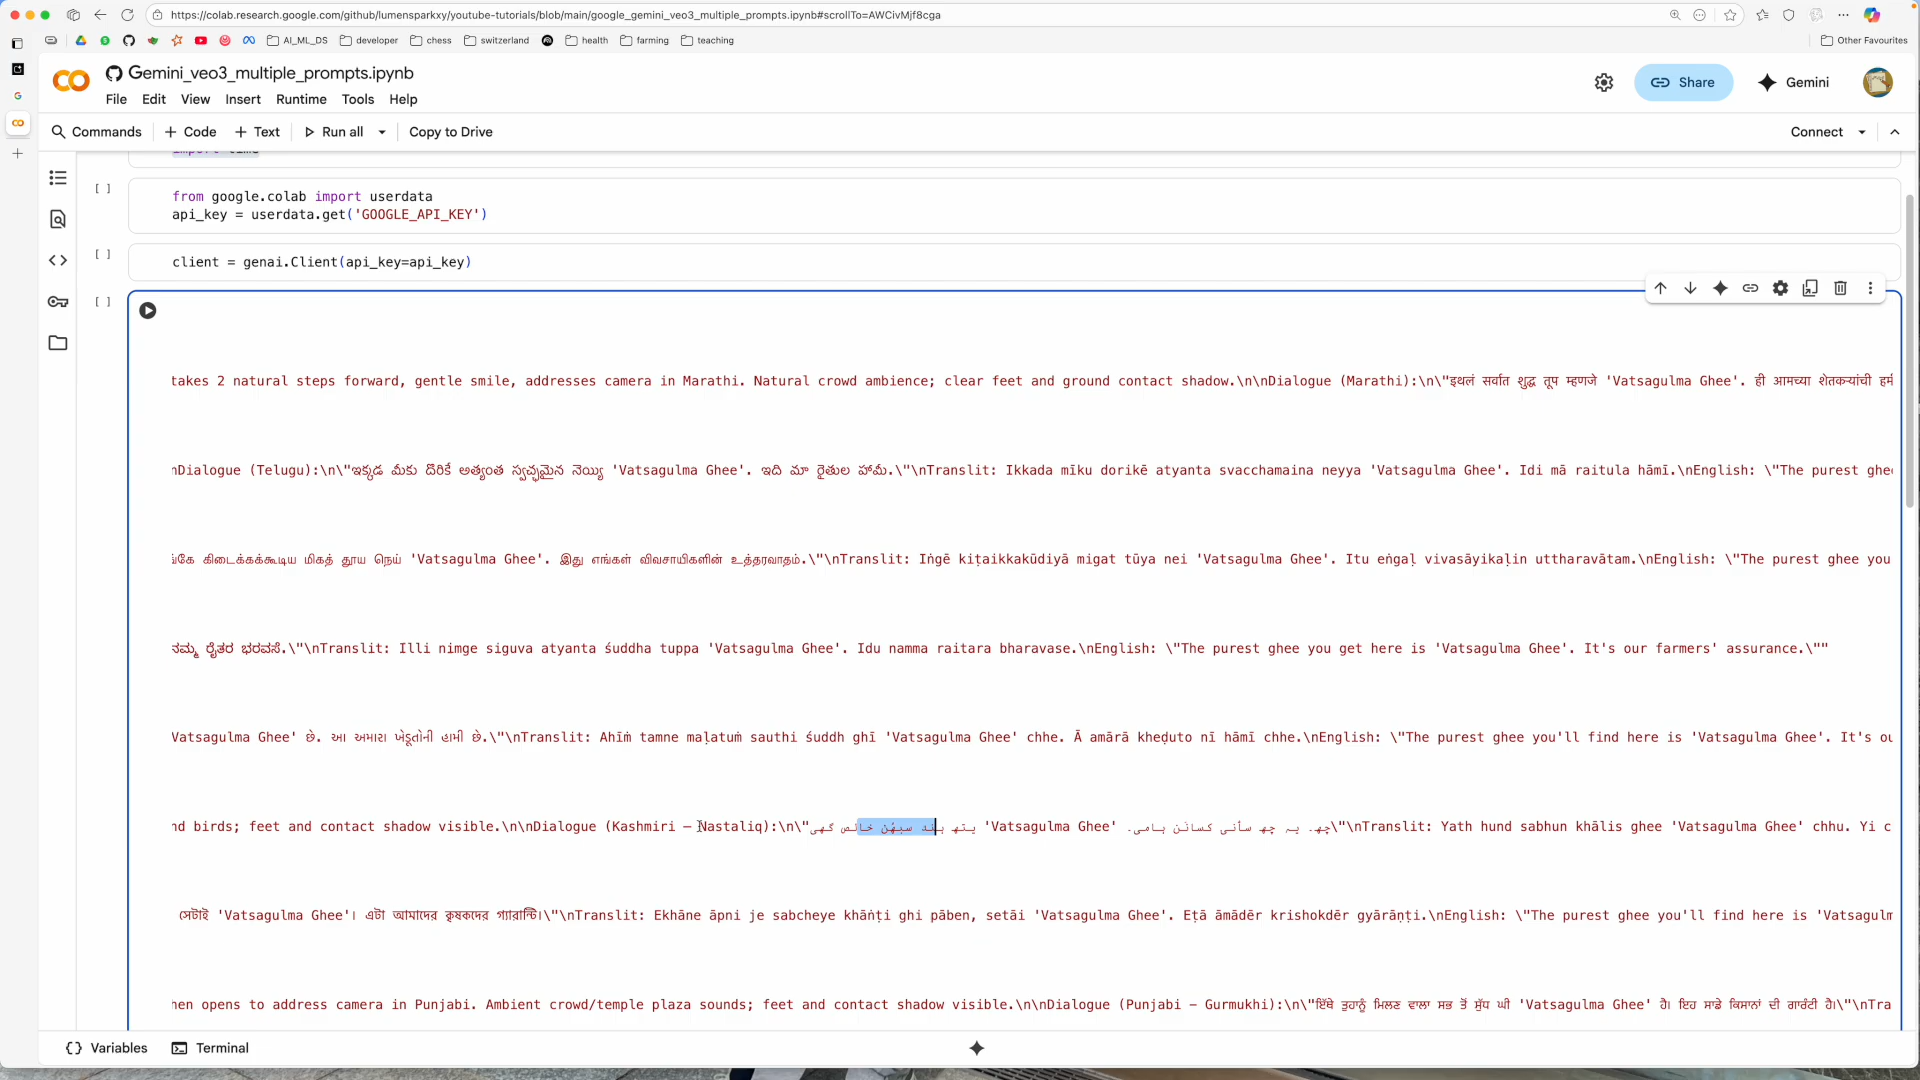 https://colab.research.google.com/github/lumensparkxy/youtube-tutorials/blob/main/google_gemini_veo3_multiple_prompts.ipynb#scrollTo=AWCivMjf8cga
AI_ML_DS developer chess switzerland health farming teaching Other Favourites
Gemini_veo3_multiple_prompts.ipynb
Share Gemini
File Edit View Insert Runtime Tools Help
Commands + Code + Text Run all Copy to Drive Connect
import time
[ ] from google.colab import userdata
api_key = userdata.get('GOOGLE_API_KEY')
[ ] client = genai.Client(api_key=api_key)
[ ]
takes 2 natural steps forward, gentle smile, addresses camera in Marathi. Natural crowd ambience; clear feet and ground contact shadow.\n\nDialogue (Marathi):\n\"इथलं सर्वात शुद्ध तूप म्हणजे 'Vatsagulma Ghee'. ही आमच्या शेतकऱ्यांची हमी
nDialogue (Telugu):\n\"ఇక్కడ మీకు దొరికే అత్యంత స్వచ్ఛమైన నెయ్యి 'Vatsagulma Ghee'. ఇది మా రైతుల హామీ.\"\nTranslit: Ikkada mīku dorikē atyanta svacchamaina neyya 'Vatsagulma Ghee'. Idi mā raitula hāmī.\nEnglish: \"The purest ghee
ங்கே கிடைக்கக்கூடிய மிகத் தூய நெய் 'Vatsagulma Ghee'. இது எங்கள் விவசாயிகளின் உத்தரவாதம்.\"\nTranslit: Iṅgē kiṭaikkakūdiyā migat tūya nei 'Vatsagulma Ghee'. Itu eṅgaḷ vivasāyikaḷin uttharavātam.\nEnglish: \"The purest ghee you
ನಮ್ಮ ರೈತರ ಭರವಸೆ.\"\nTranslit: Illi nimge siguva atyanta śuddha tuppa 'Vatsagulma Ghee'. Idu namma raitara bharavase.\nEnglish: \"The purest ghee you get here is 'Vatsagulma Ghee'. It's our farmers' assurance.\""
Vatsagulma Ghee' છે. આ અમારા ખેડૂતોની હામી છે.\"\nTranslit: Ahīṁ tamne maḷatuṁ sauthi śuddh ghī 'Vatsagulma Ghee' chhe. Ā amārā kheḍuto nī hāmī chhe.\nEnglish: \"The purest ghee you'll find here is 'Vatsagulma Ghee'. It's ou
nd birds; feet and contact shadow visible.\n\nDialogue (Kashmiri – Nastaliq):\n\"یتھ ہند سبھُن خالص گھی 'Vatsagulma Ghee' چھ۔ یہ چھ سأنی کسانَن ہامی۔\"\nTranslit: Yath hund sabhun khālis ghee 'Vatsagulma Ghee' chhu. Yi c
সেটাই 'Vatsagulma Ghee'। এটা আমাদের কৃষকদের গ্যারান্টি।\"\nTranslit: Ekhāne āpni je sabcheye khāṅṭi ghi pāben, setāi 'Vatsagulma Ghee'. Eṭā āmādēr krishokdēr gyārāṇṭi.\nEnglish: \"The purest ghee you'll find here is 'Vatsagulm
hen opens to address camera in Punjabi. Ambient crowd/temple plaza sounds; feet and contact shadow visible.\n\nDialogue (Punjabi – Gurmukhi):\n\"ਇੱਥੇ ਤੁਹਾਨੂੰ ਮਿਲਣ ਵਾਲਾ ਸਭ ਤੋਂ ਸ਼ੁੱਧ ਘੀ 'Vatsagulma Ghee' ਹੈ। ਇਹ ਸਾਡੇ ਕਿਸਾਨਾਂ ਦੀ ਗਾਰੰਟੀ ਹੈ।\"\nTra
Variables Terminal